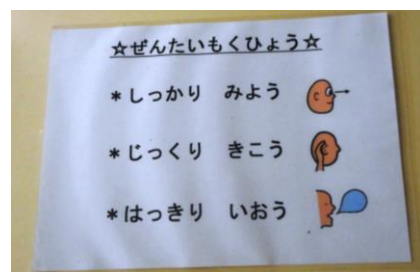 ☆ぜんたいもくひょう☆
＊しっかり　みよう
＊じっくり　きこう
＊はっきり　いおう